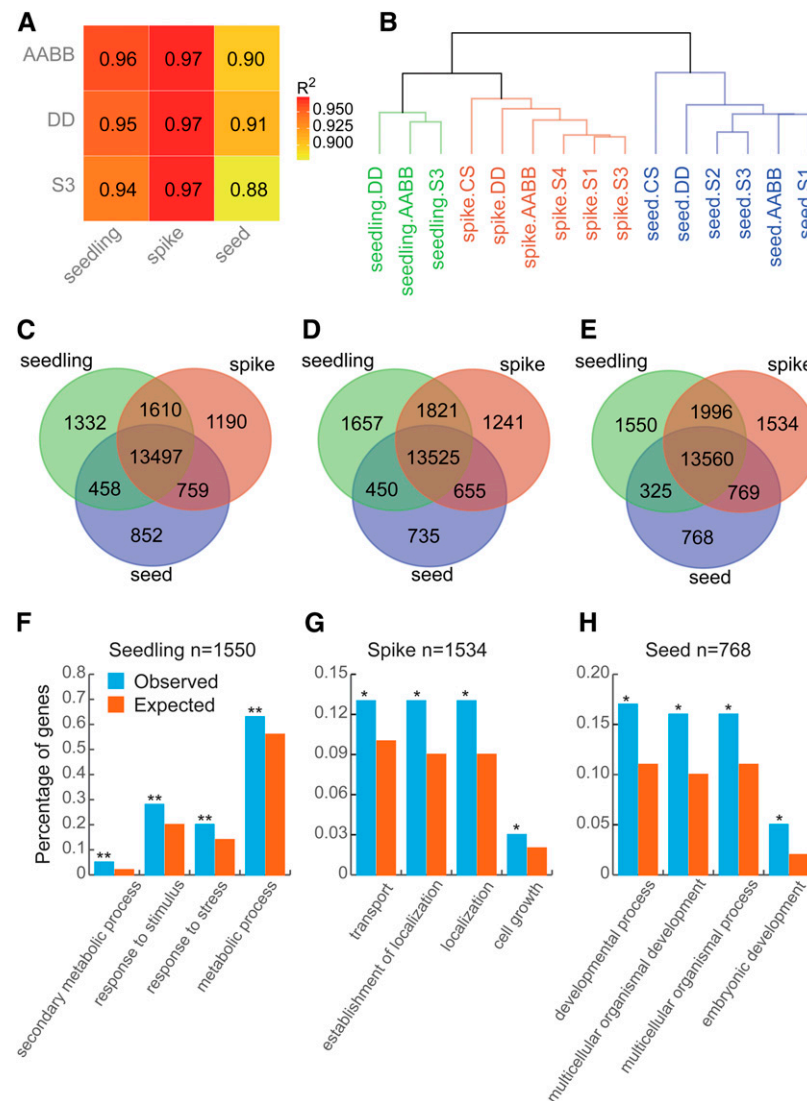 A
AABB 0.96 0.97 0.90
DD 0.95 0.97 0.91
S3 0.94 0.97 0.88
seedling spike seed
R2
0.950
0.925
0.900
B
seedling.DD
seedling.AABB
seedling.S3
spike.CS
spike.DD
spike.AABB
spike.S4
spike.S1
spike.S3
seed.CS
seed.DD
seed.S2
seed.S3
seed.AABB
seed.S1
C
seedling
spike
1332 1610 1190
13497
458 759
852
seed
D
seedling
spike
1657 1821 1241
13525
450 655
735
seed
E
seedling
spike
1550 1996 1534
13560
325 769
768
seed
F
Seedling n=1550
Percentage of genes
0.8
0.7
0.6
0.5
0.4
0.3
0.2
0.1
0
Observed
Expected
** ** ** **
secondary metabolic process
response to stimulus
response to stress
metabolic process
G
Spike n=1534
0.15
0.12
0.09
0.06
0.03
0
* * * *
transport
establishment of localization
localization
cell growth
H
Seed n=768
0.20
0.15
0.10
0.05
0
* * * *
developmental process
multicellular organismal development
multicellular organismal process
embryonic development